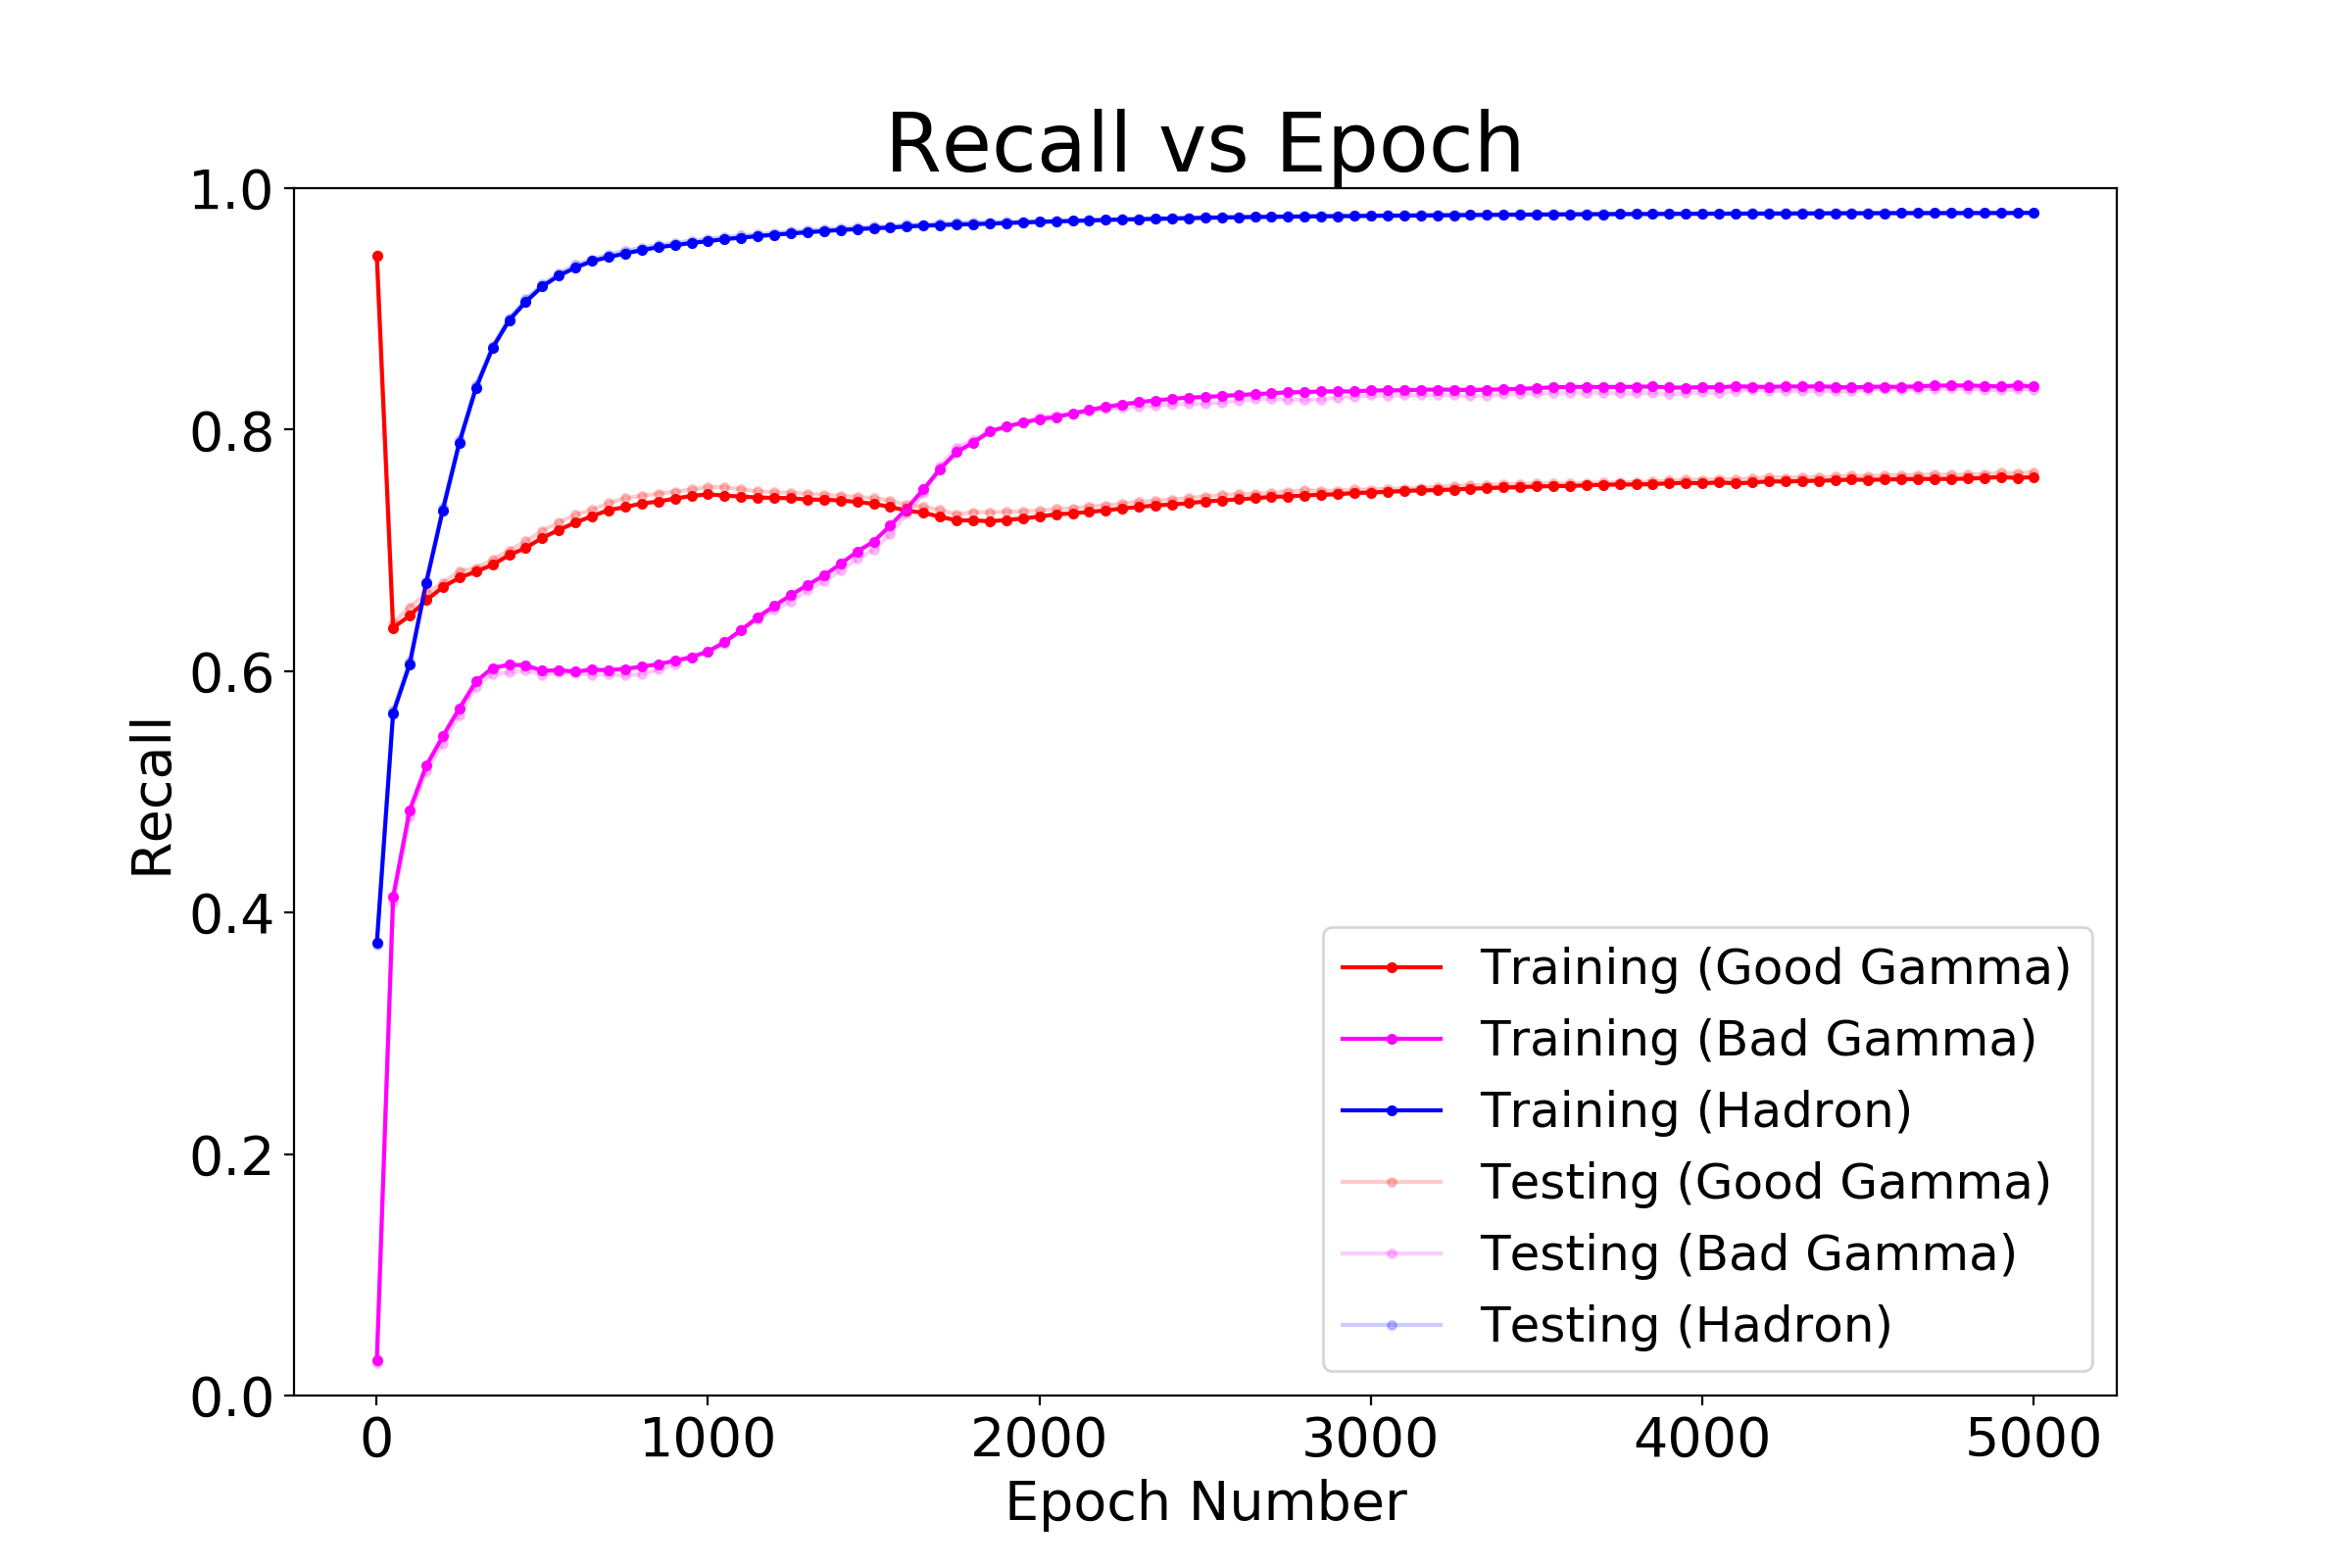 Recall vs Epoch
1.0
0.8
0.6
0.4
0.2
0.0
Recall
0 1000 2000 3000 4000 5000
Epoch Number
Training (Good Gamma)
Training (Bad Gamma)
Training (Hadron)
Testing (Good Gamma)
Testing (Bad Gamma)
Testing (Hadron)